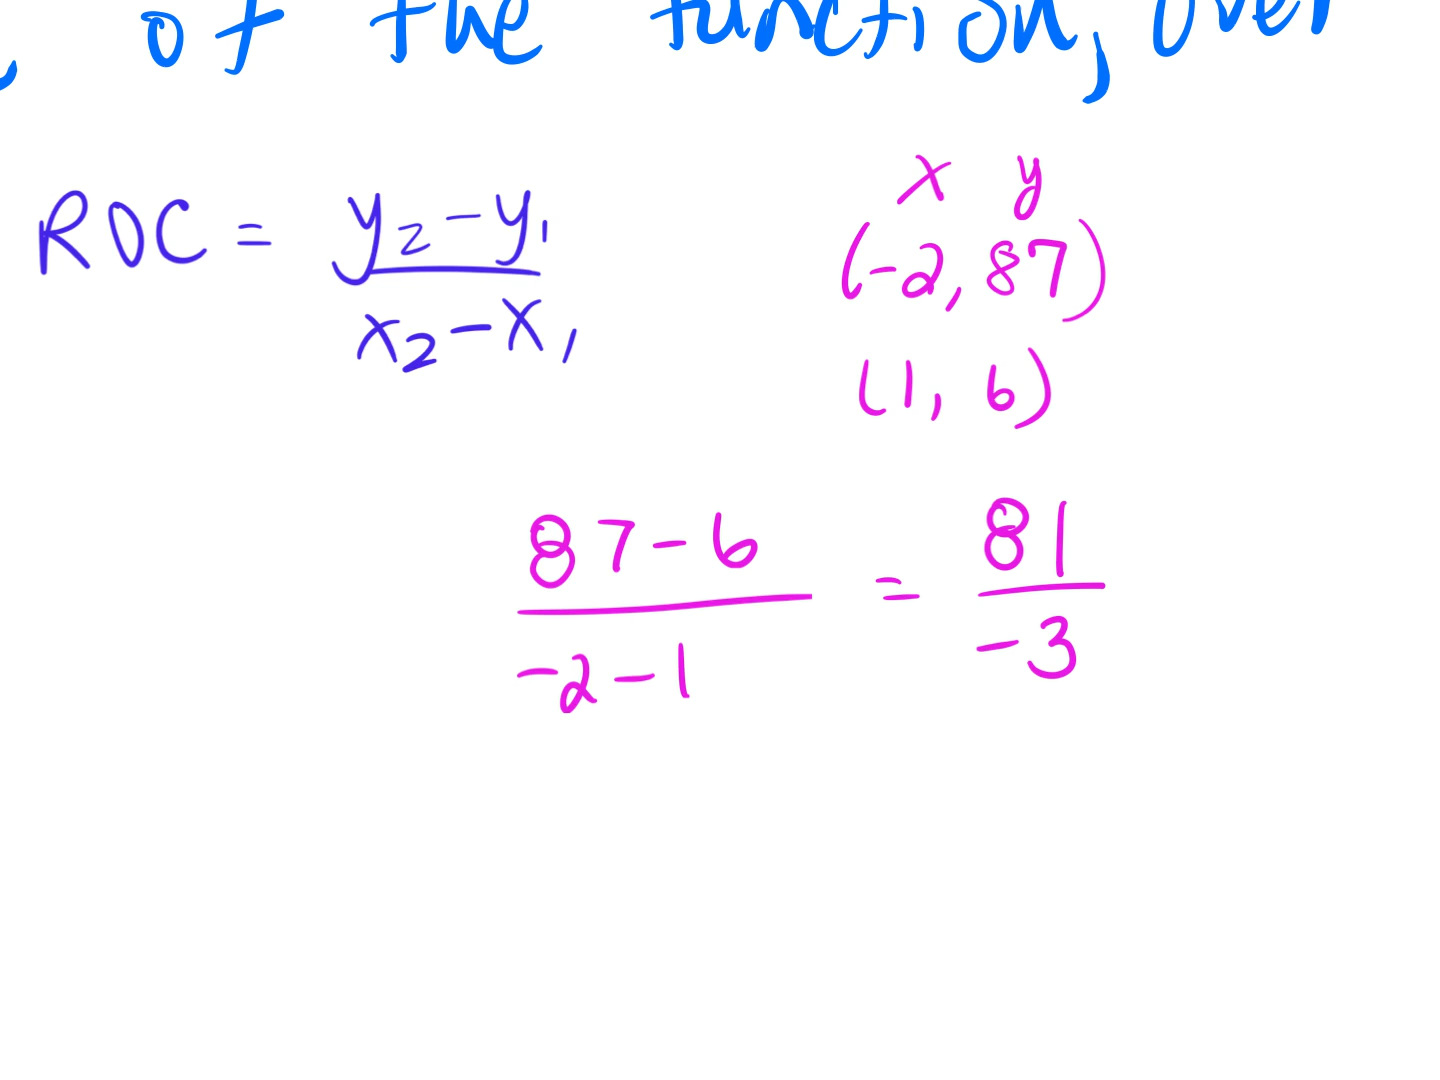 of the function, over
ROC = y₂-y₁ / x₂-x₁
x y
(-2, 87)
(1, 6)
87-6 / -2-1 = 81 / -3